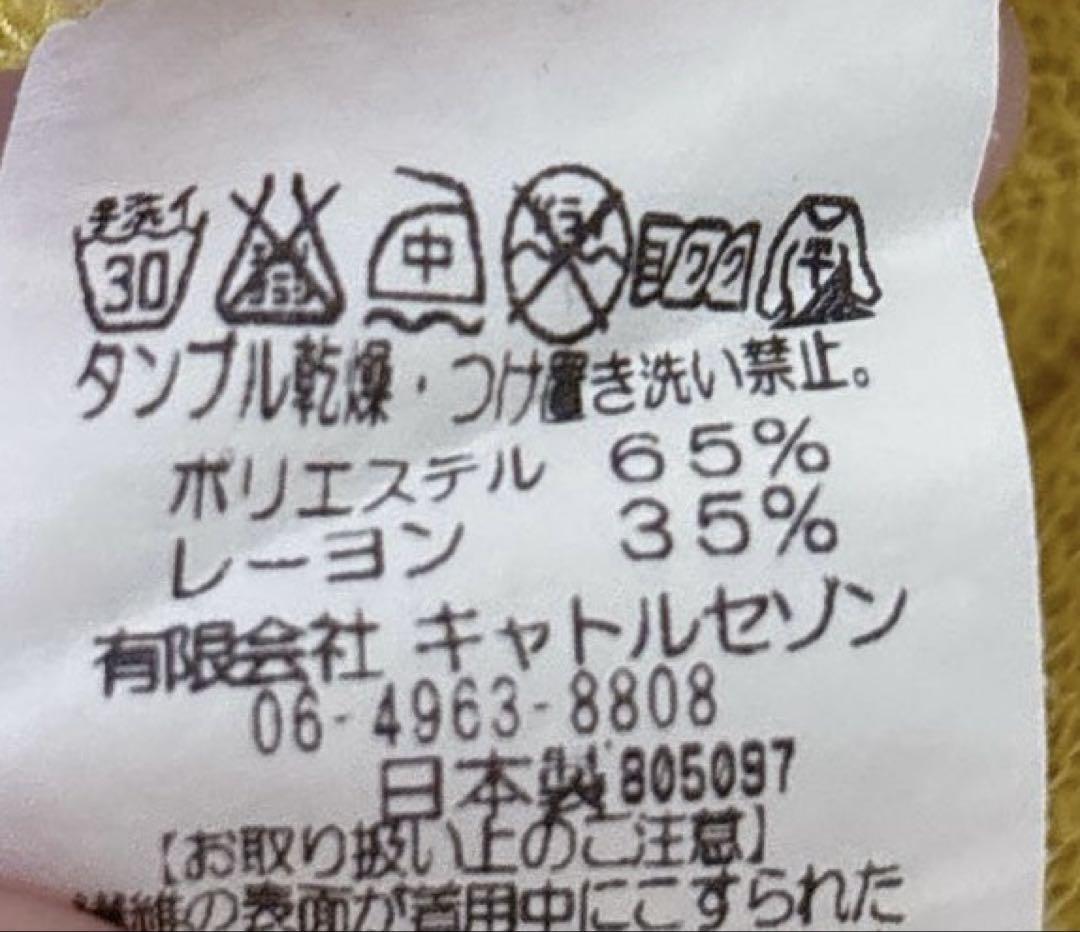 手洗イ 30 中 平
タンブル乾燥・つけ置き洗い禁止。
ポリエステル 65%
レーヨン 35%
有限会社 キャトルセゾン
06-4963-8808
日本製 805097
【お取り扱い上のご注意】
繊維の表面が着用中にこすられた